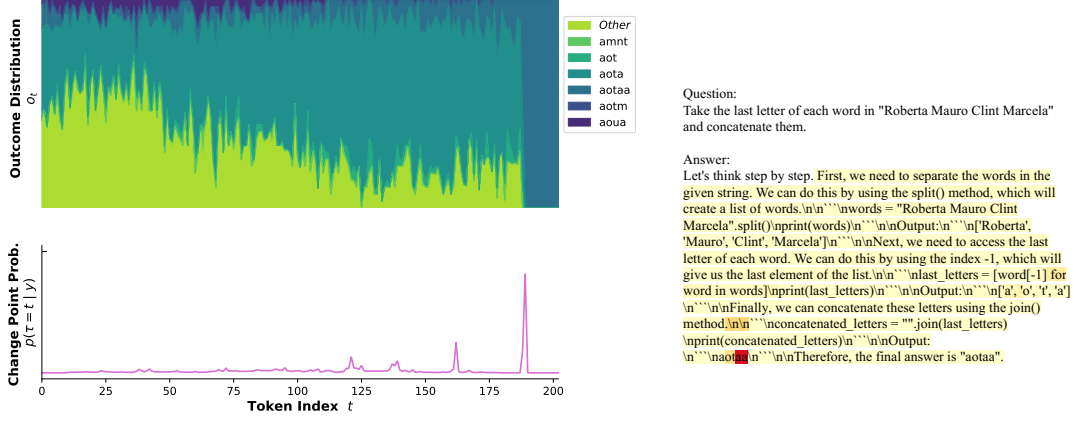 Outcome Distribution
o_t
Other
amnt
aot
aota
aotaa
aotm
aoua
Change Point Prob.
p(τ = t | y)
0 25 50 75 100 125 150 175 200
Token Index t
Question:
Take the last letter of each word in "Roberta Mauro Clint Marcela"
and concatenate them.
Answer:
Let's think step by step. First, we need to separate the words in the
given string. We can do this by using the split() method, which will
create a list of words.\n\n```\nwords = "Roberta Mauro Clint
Marcela".split()\nprint(words)\n```\n\nOutput:\n```\n['Roberta',
'Mauro', 'Clint', 'Marcela']\n```\n\nNext, we need to access the last
letter of each word. We can do this by using the index -1, which will
give us the last element of the list.\n\n```\nlast_letters = [word[-1] for
word in words]\nprint(last_letters)\n```\n\nOutput:\n```\n['a', 'o', 't', 'a']
\n```\n\nFinally, we can concatenate these letters using the join()
method.\n\n```\nconcatenated_letters = "".join(last_letters)
\nprint(concatenated_letters)\n```\n\nOutput:
\n```\naotaa\n```\n\nTherefore, the final answer is "aotaa".